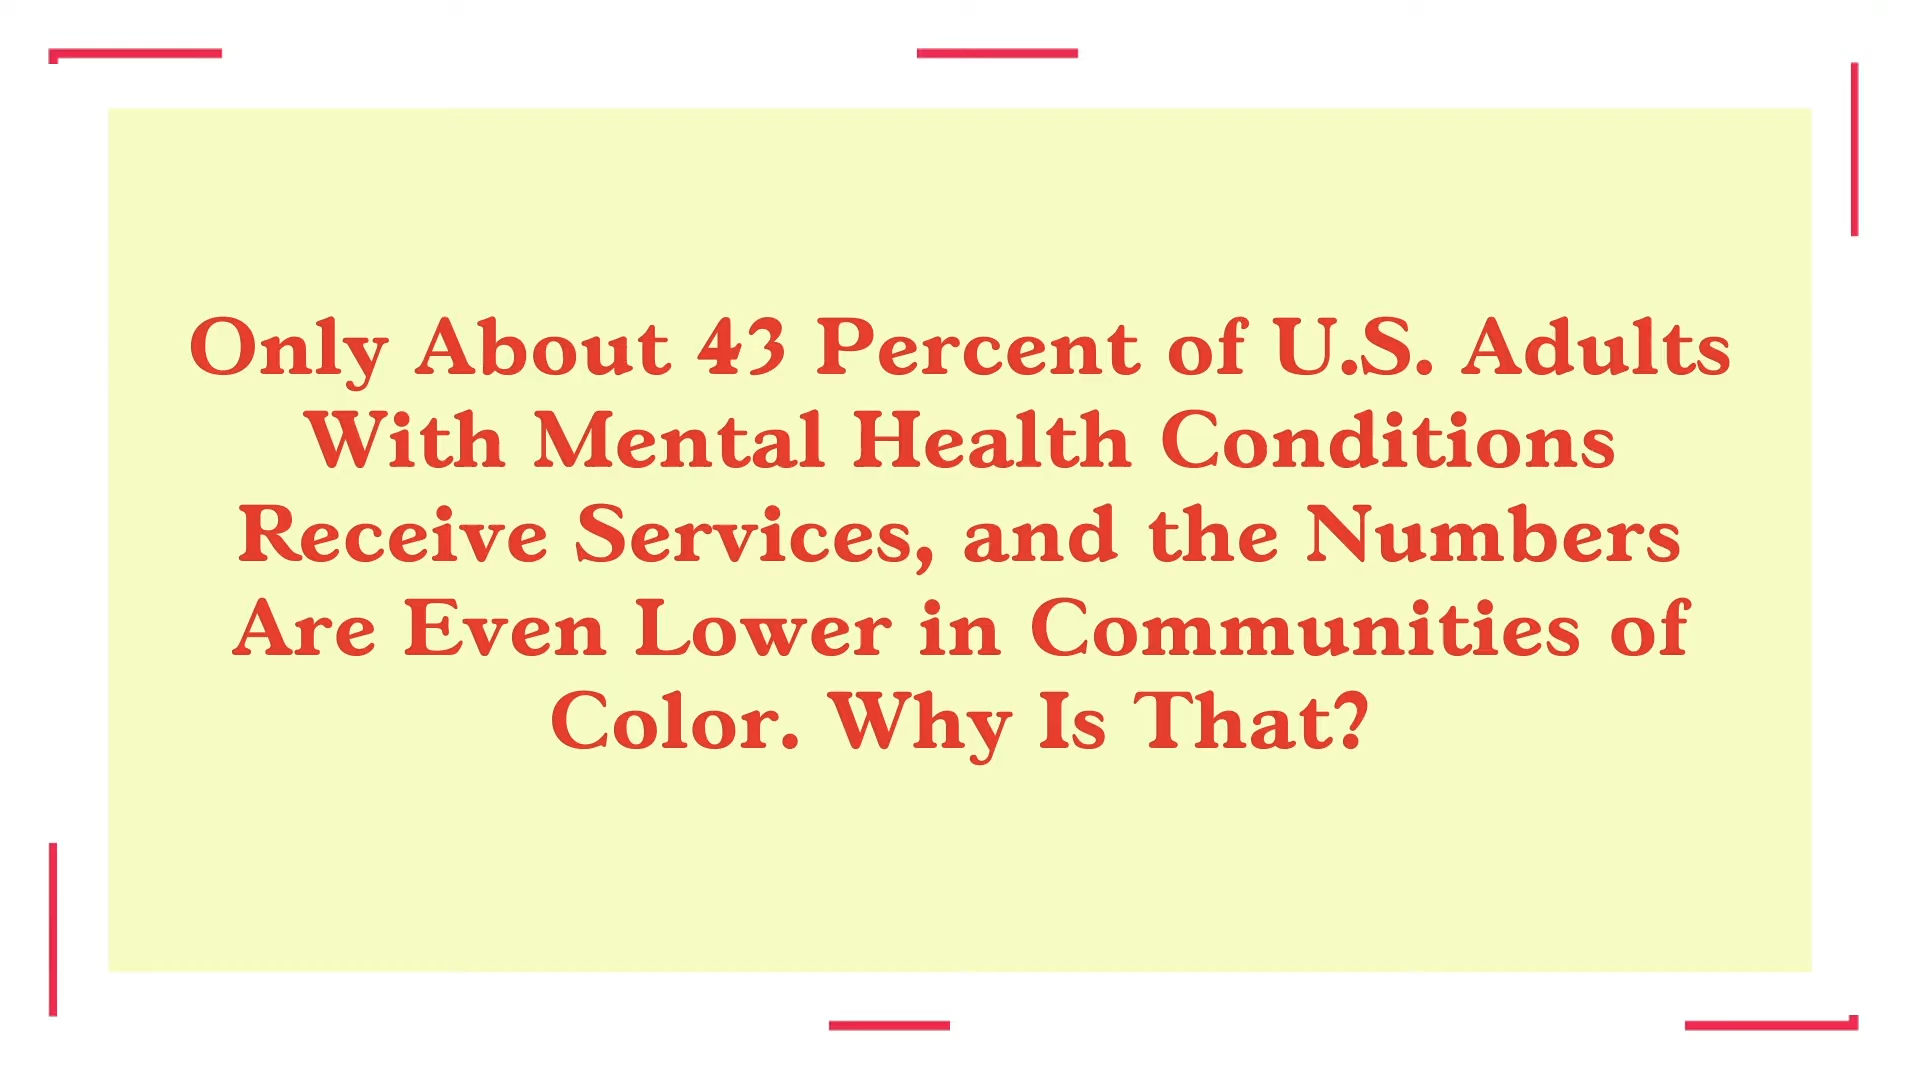 Only About 43 Percent of U.S. Adults
With Mental Health Conditions
Receive Services, and the Numbers
Are Even Lower in Communities of
Color. Why Is That?